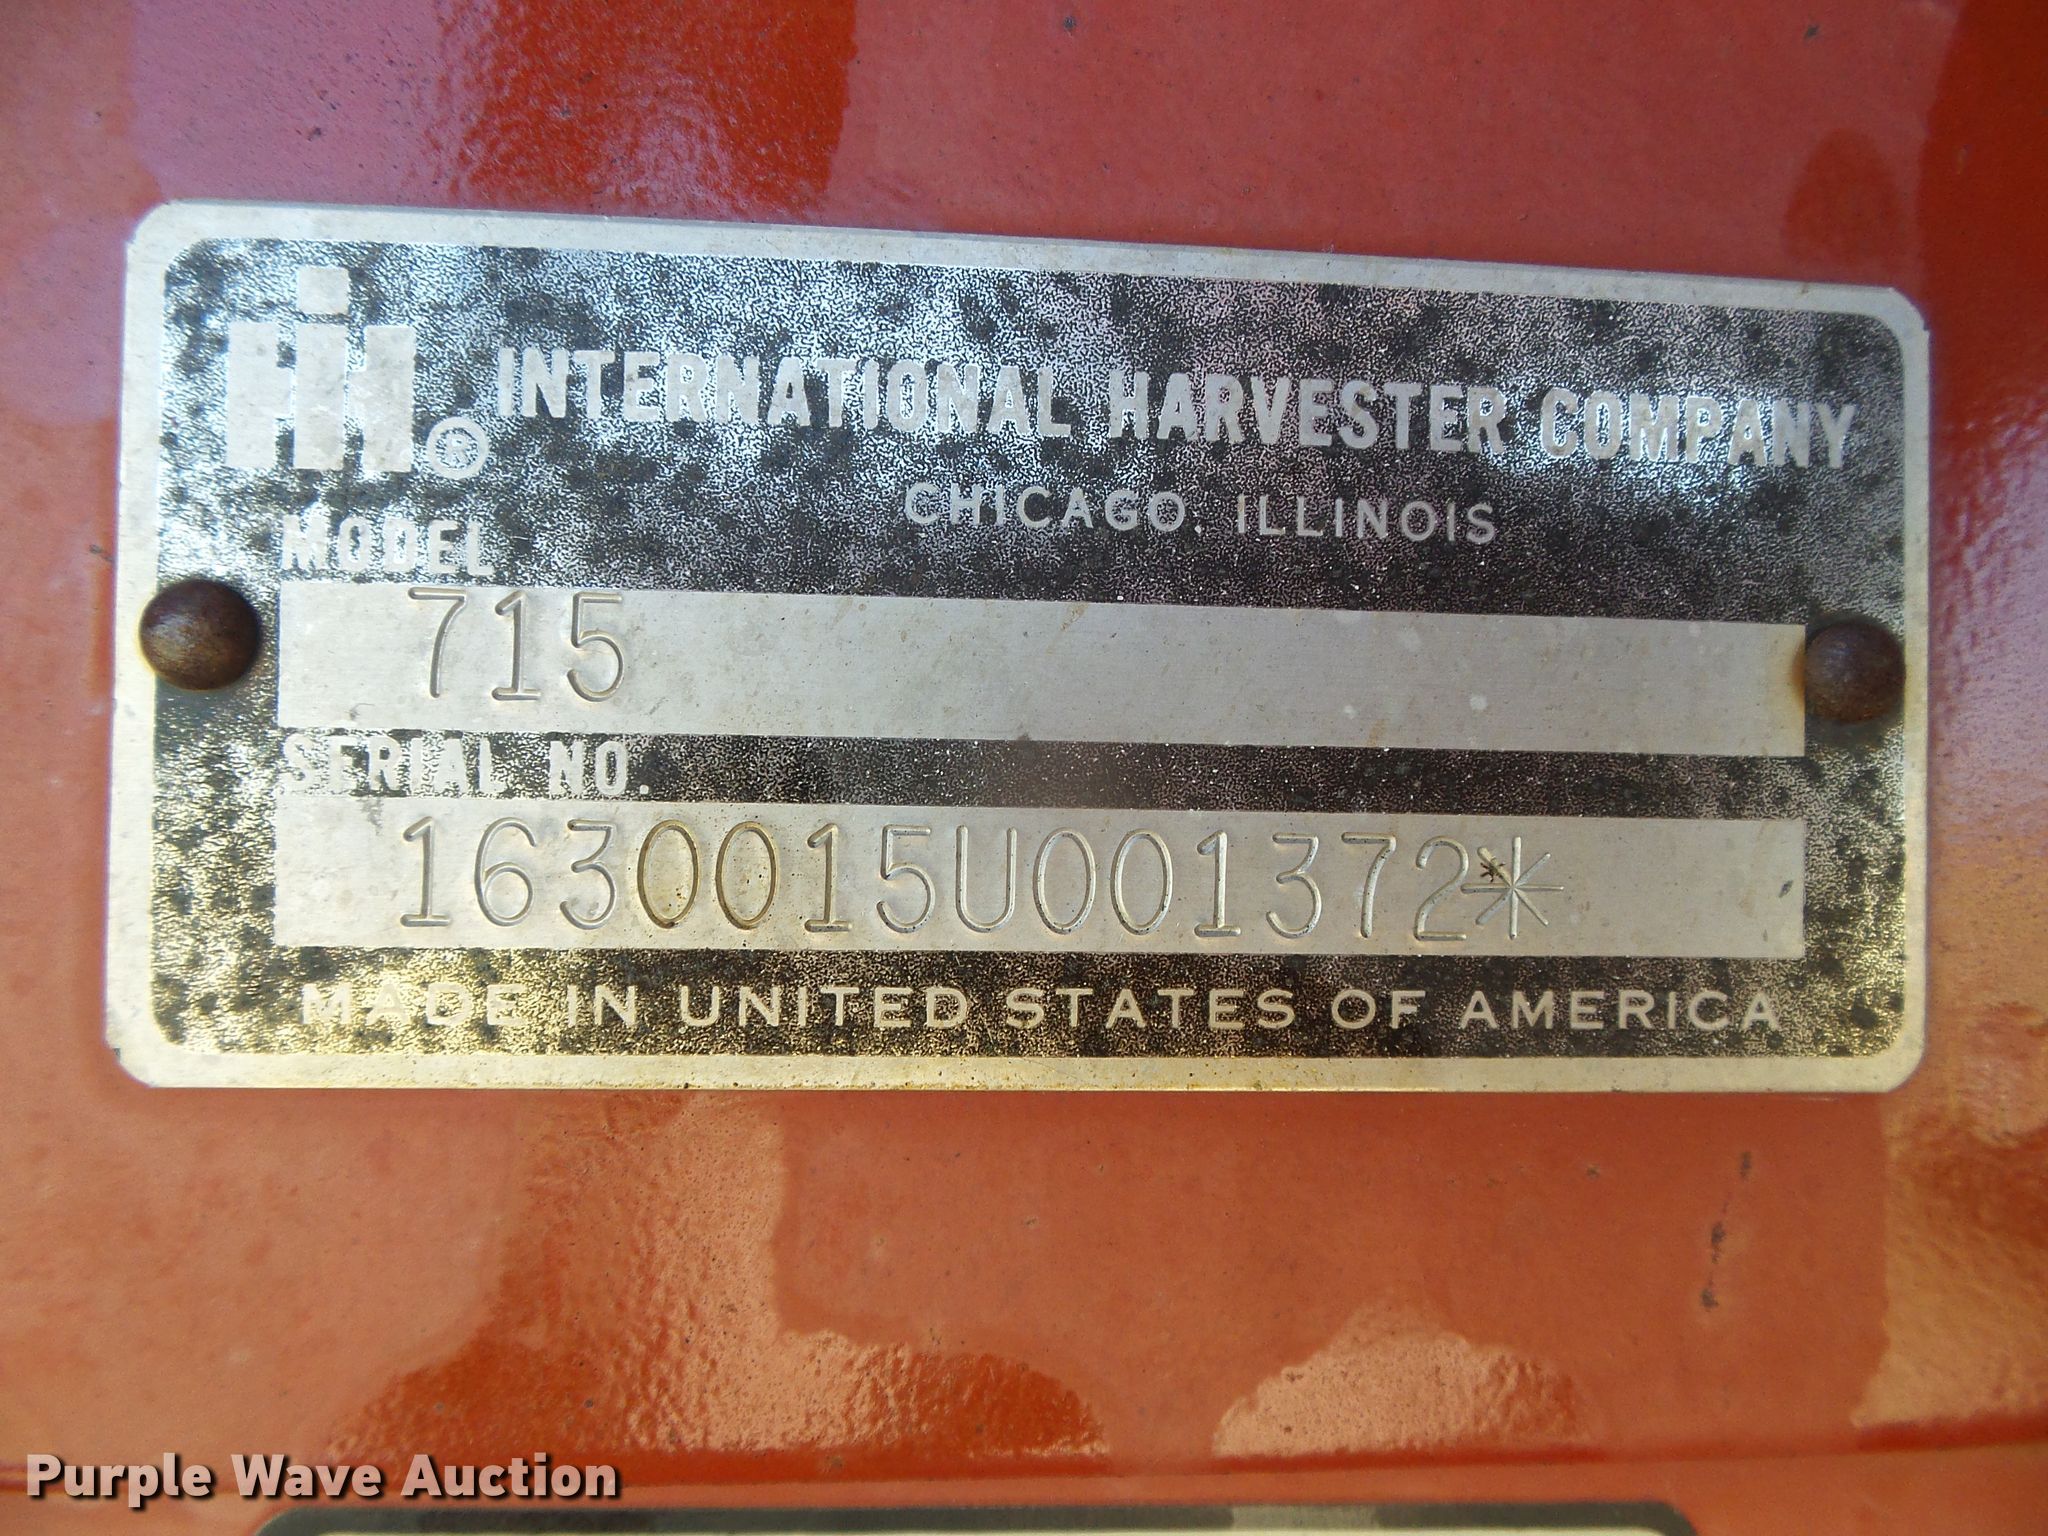 IH® INTERNATIONAL HARVESTER COMPANY
CHICAGO, ILLINOIS
MODEL
715
SERIAL NO.
1630015U001372*
MADE IN UNITED STATES OF AMERICA
Purple Wave Auction